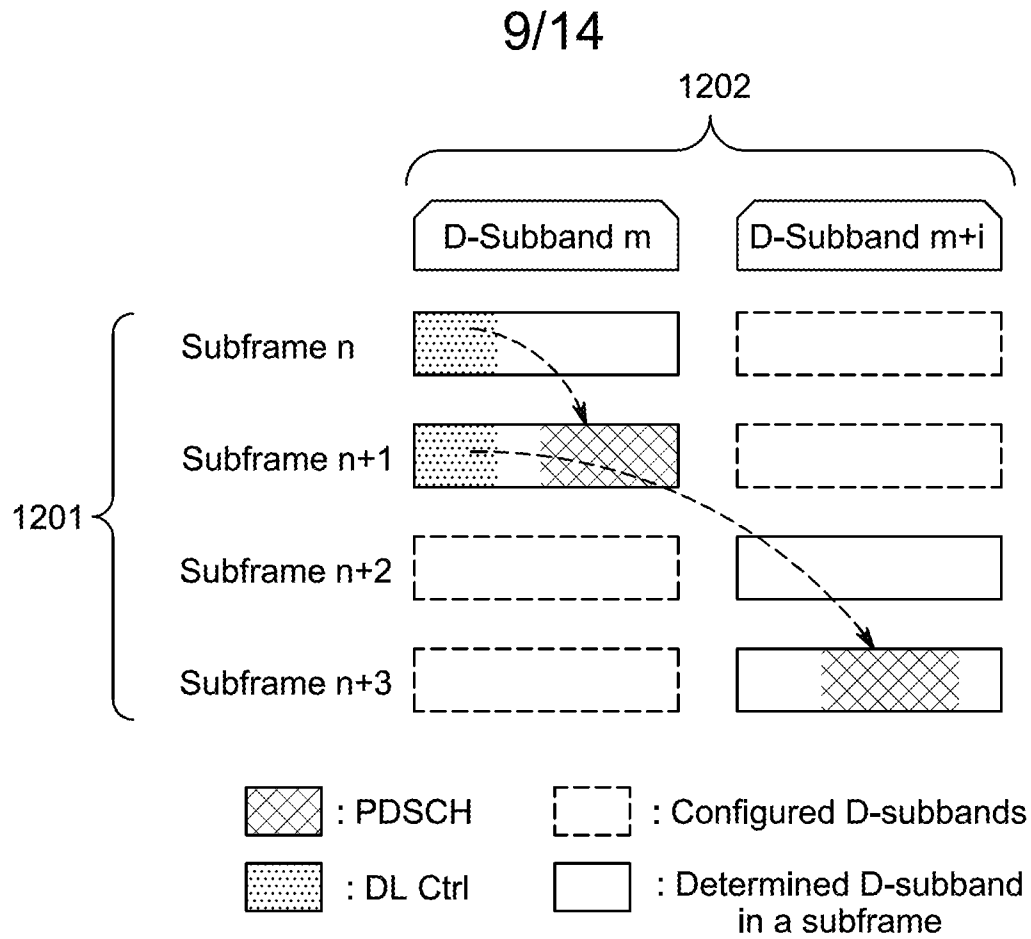 9/14
1202
D-Subband m
D-Subband m+i
Subframe n
Subframe n+1
1201
Subframe n+2
Subframe n+3
: PDSCH
: Configured D-subbands
: DL Ctrl
: Determined D-subband
in a subframe